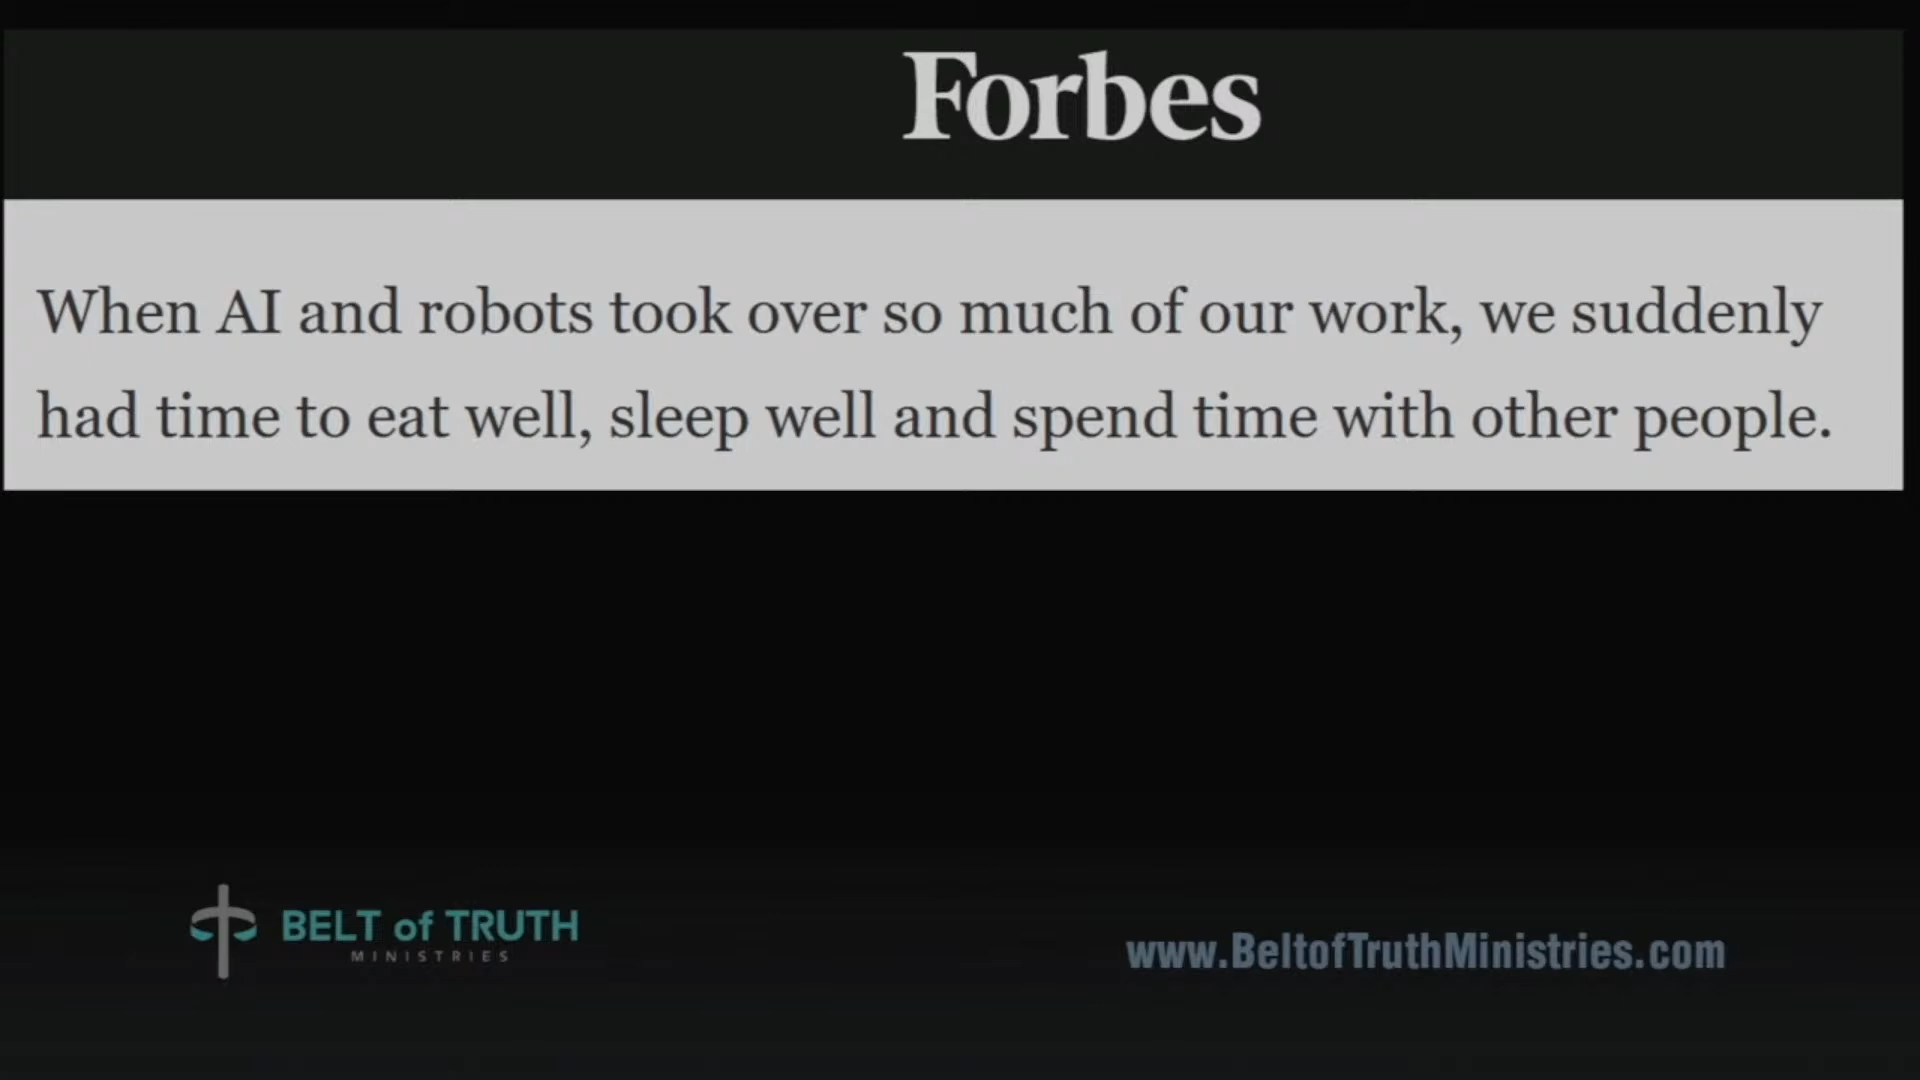 Forbes
When AI and robots took over so much of our work, we suddenly
had time to eat well, sleep well and spend time with other people.
BELT of TRUTH
MINISTRIES
www.BeltofTruthMinistries.com